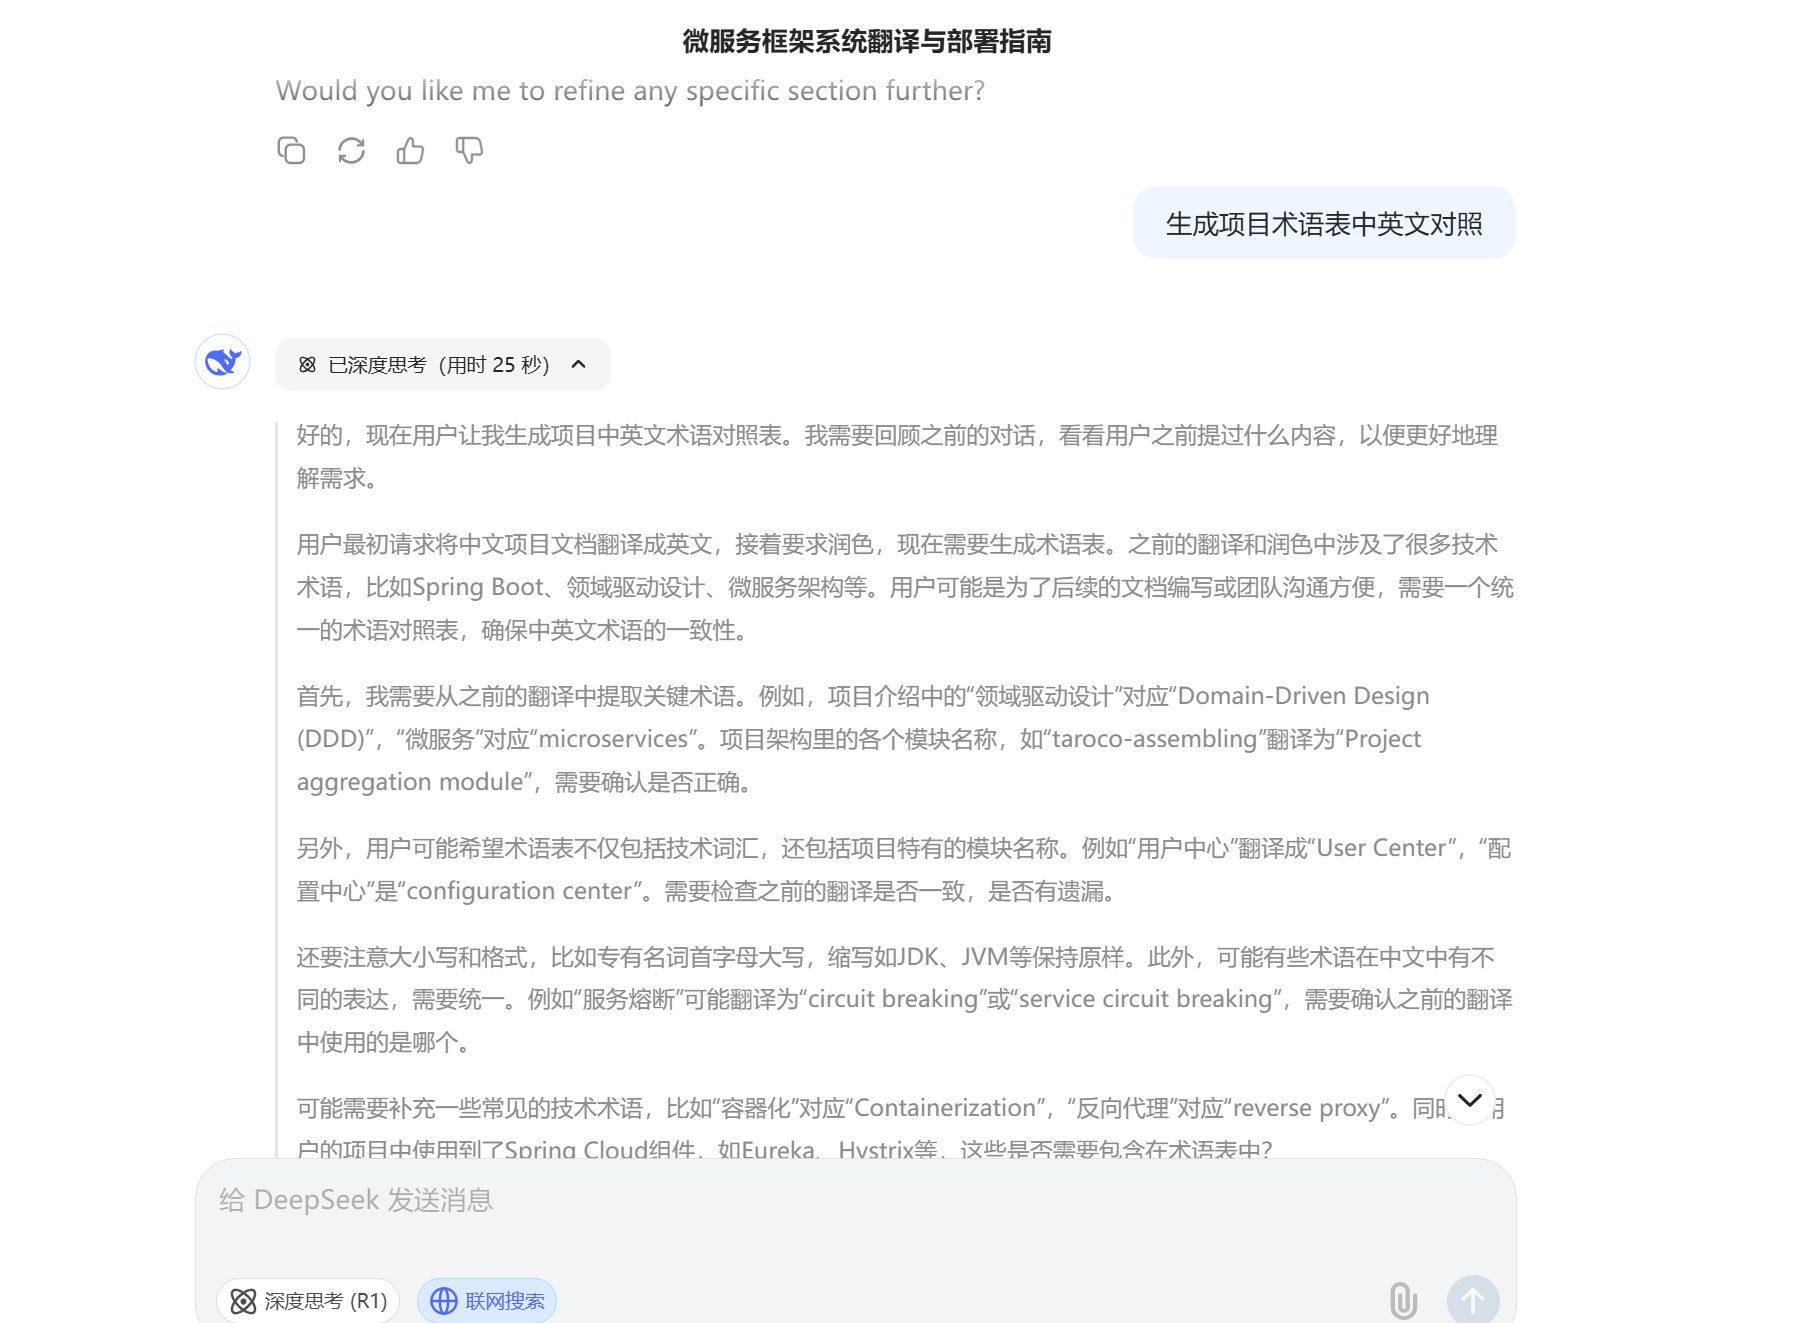 微服务框架系统翻译与部署指南
Would you like me to refine any specific section further?
生成项目术语表中英文对照
已深度思考（用时 25 秒）
好的，现在用户让我生成项目中英文术语对照表。我需要回顾之前的对话，看看用户之前提过什么内容，以便更好地理
解需求。
用户最初请求将中文项目文档翻译成英文，接着要求润色，现在需要生成术语表。之前的翻译和润色中涉及了很多技术
术语，比如Spring Boot、领域驱动设计、微服务架构等。用户可能是为了后续的文档编写或团队沟通方便，需要一个统
一的术语对照表，确保中英文术语的一致性。
首先，我需要从之前的翻译中提取关键术语。例如，项目介绍中的“领域驱动设计”对应“Domain-Driven Design
(DDD)”，“微服务”对应“microservices”。项目架构里的各个模块名称，如“taroco-assembling”翻译为“Project
aggregation module”，需要确认是否正确。
另外，用户可能希望术语表不仅包括技术词汇，还包括项目特有的模块名称。例如“用户中心”翻译成“User Center”，“配
置中心”是“configuration center”。需要检查之前的翻译是否一致，是否有遗漏。
还要注意大小写和格式，比如专有名词首字母大写，缩写如JDK、JVM等保持原样。此外，可能有些术语在中文中有不
同的表达，需要统一。例如“服务熔断”可能翻译为“circuit breaking”或“service circuit breaking”，需要确认之前的翻译
中使用的是哪个。
可能需要补充一些常见的技术术语，比如“容器化”对应“Containerization”，“反向代理”对应“reverse proxy”。同时 用
户的项目中使用到了Spring Cloud组件，如Eureka、Hystrix等，这些是否需要包含在术语表中？
给 DeepSeek 发送消息
深度思考 (R1)
联网搜索